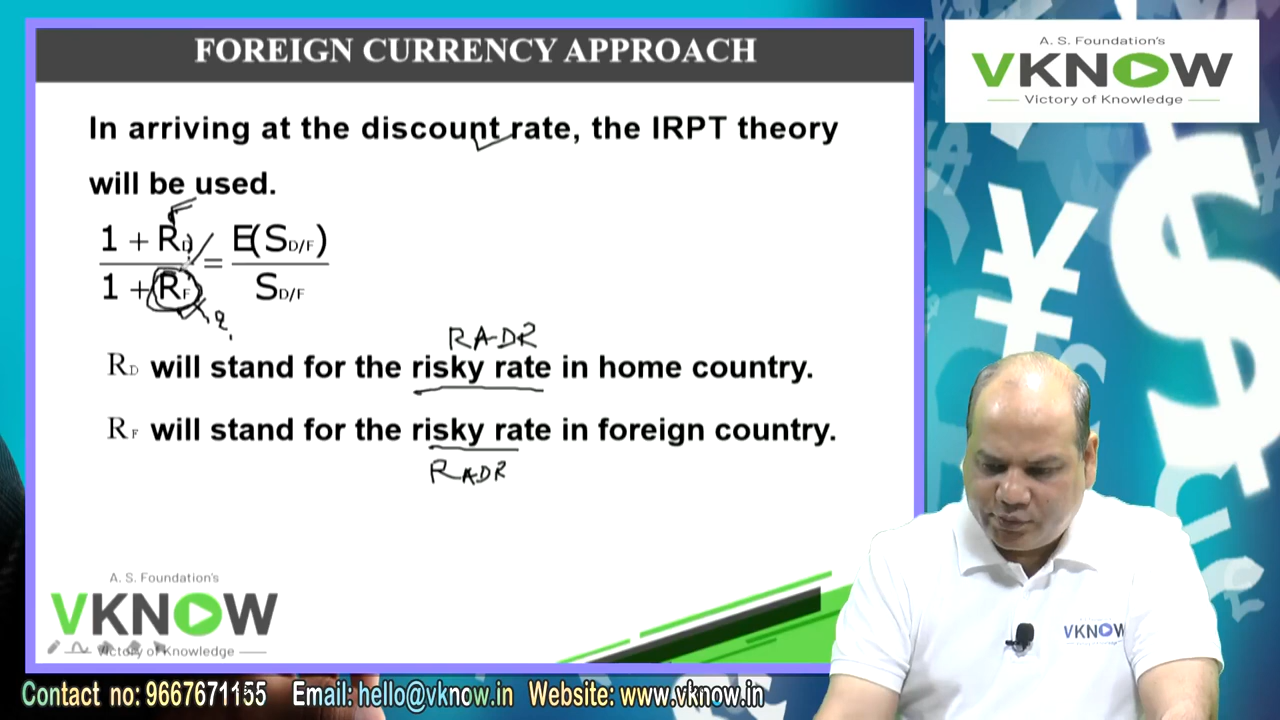 FOREIGN CURRENCY APPROACH
A. S. Foundation's
VKNOW
Victory of Knowledge
In arriving at the discount rate, the IRPT theory
will be used.
1 + RD / 1 + RF = E(SD/F) / SD/F
?
RADR
RD will stand for the risky rate in home country.
RF will stand for the risky rate in foreign country.
RADR
A. S. Foundation's
VKNOW
Victory of Knowledge
VKNOW
Contact no: 9667671155 Email: hello@vknow.in Website: www.vknow.in